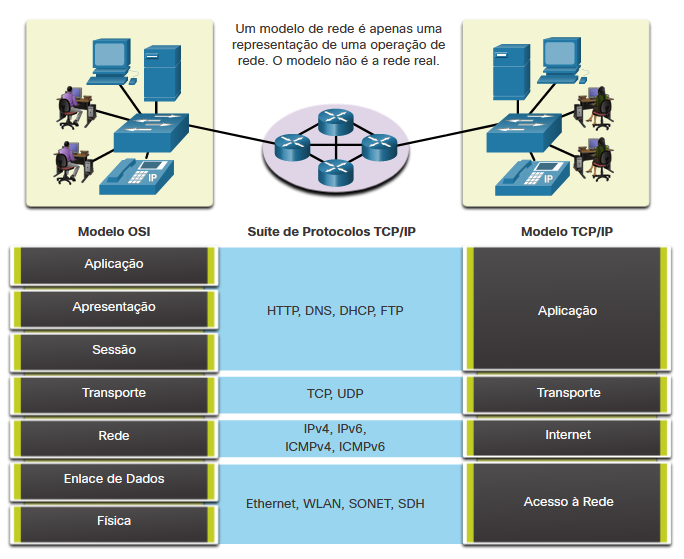 Um modelo de rede é apenas uma
representação de uma operação de
rede. O modelo não é a rede real.
IP
IP
Modelo OSI
Suíte de Protocolos TCP/IP
Modelo TCP/IP
Aplicação
Apresentação
Sessão
HTTP, DNS, DHCP, FTP
Aplicação
Transporte
TCP, UDP
Transporte
Rede
IPv4, IPv6,
ICMPv4, ICMPv6
Internet
Enlace de Dados
Física
Ethernet, WLAN, SONET, SDH
Acesso à Rede